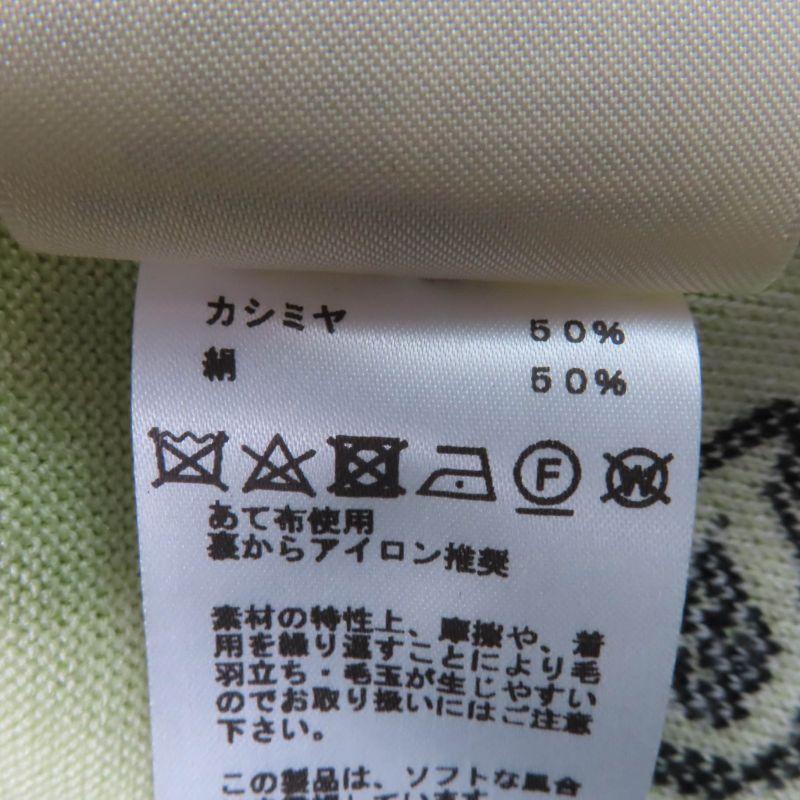 カシミヤ 50%
絹 50%
F W
あて布使用
裏からアイロン推奨
素材の特性上、摩擦や、着
用を繰り返すことにより毛
羽立ち・毛玉が生じやすい
のでお取り扱いにはご注意
下さい。
この製品は、ソフトな風合